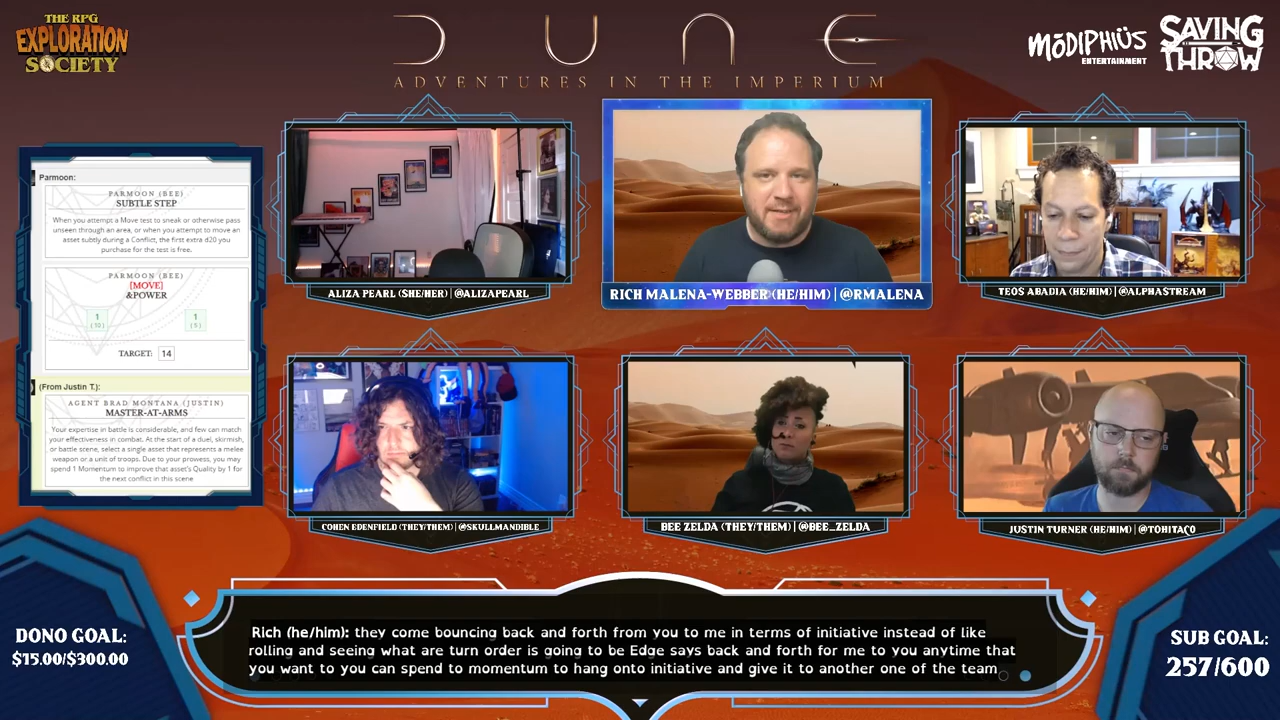 THE RPG
EXPLORATION
SOCIETY
DUNE
ADVENTURES IN THE IMPERIUM
MŌDIPHIÜS
ENTERTAINMENT
SAVING
THROW
Parmoon:
PARMOON (BEE)
SUBTLE STEP
When you attempt a Move test to sneak or otherwise pass
unseen through an area, or when you attempt to move an
asset subtly during a Conflict, the first extra d20 you
purchase for the test is free.
PARMOON (BEE)
[MOVE]
&POWER
1 1
(10) (5)
TARGET: 14
(From Justin T.):
AGENT BRAD MONTANA (JUSTIN)
MASTER-AT-ARMS
Your expertise in battle is considerable, and few can match
your effectiveness in combat. At the start of a duel, skirmish,
or battle scene, select a single asset that represents a melee
weapon or a unit of troops. Due to your prowess, you may
spend 1 Momentum to improve that asset's Quality by 1 for
the next conflict in this scene
ALIZA PEARL (SHE/HER) | @ALIZAPEARL
RICH MALENA-WEBBER (HE/HIM) | @RMALENA
TEOS ABADIA (HE/HIM) | @ALPHASTREAM
COHEN EDENFIELD (THEY/THEM) | @SKULLMANDIBLE
BEE ZELDA (THEY/THEM) | @BEE_ZELDA
JUSTIN TURNER (HE/HIM) | @TOHITACO
DONO GOAL:
$15.00/$300.00
Rich (he/him): they come bouncing back and forth from you to me in terms of initiative instead of like
rolling and seeing what are turn order is going to be Edge says back and forth for me to you anytime that
you want to you can spend to momentum to hang onto initiative and give it to another one of the team
SUB GOAL:
257/600